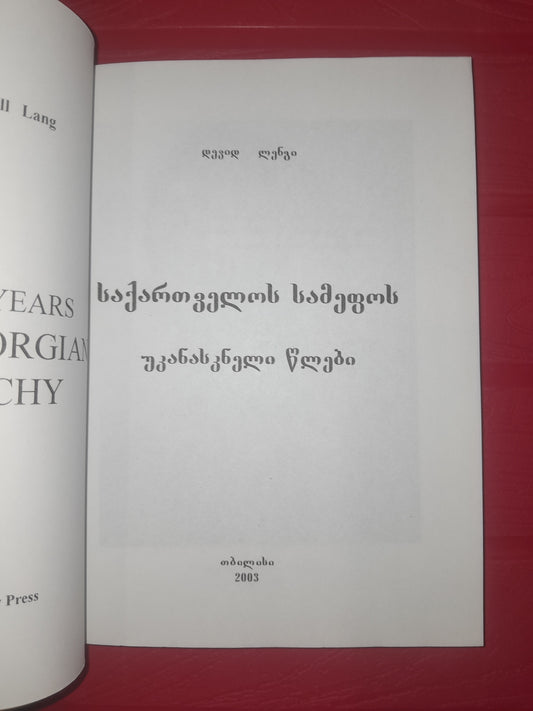 ll Lang
YEARS
ORGIAN
CHY
Press
დევიდ ლენგი
საქართველოს სამეფოს
უკანასკნელი წლები
თბილისი
2003